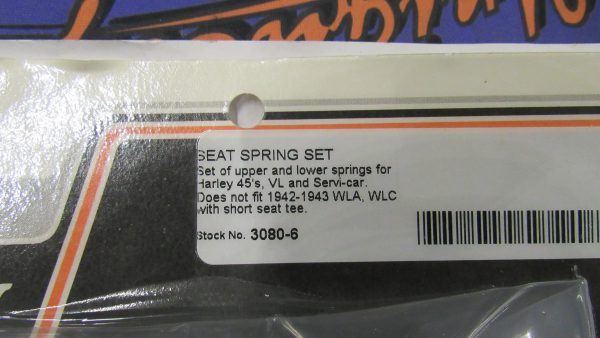 SEAT SPRING SET
Set of upper and lower springs for
Harley 45's, VL and Servi-car.
Does not fit 1942-1943 WLA, WLC
with short seat tee.
Stock No. 3080-6